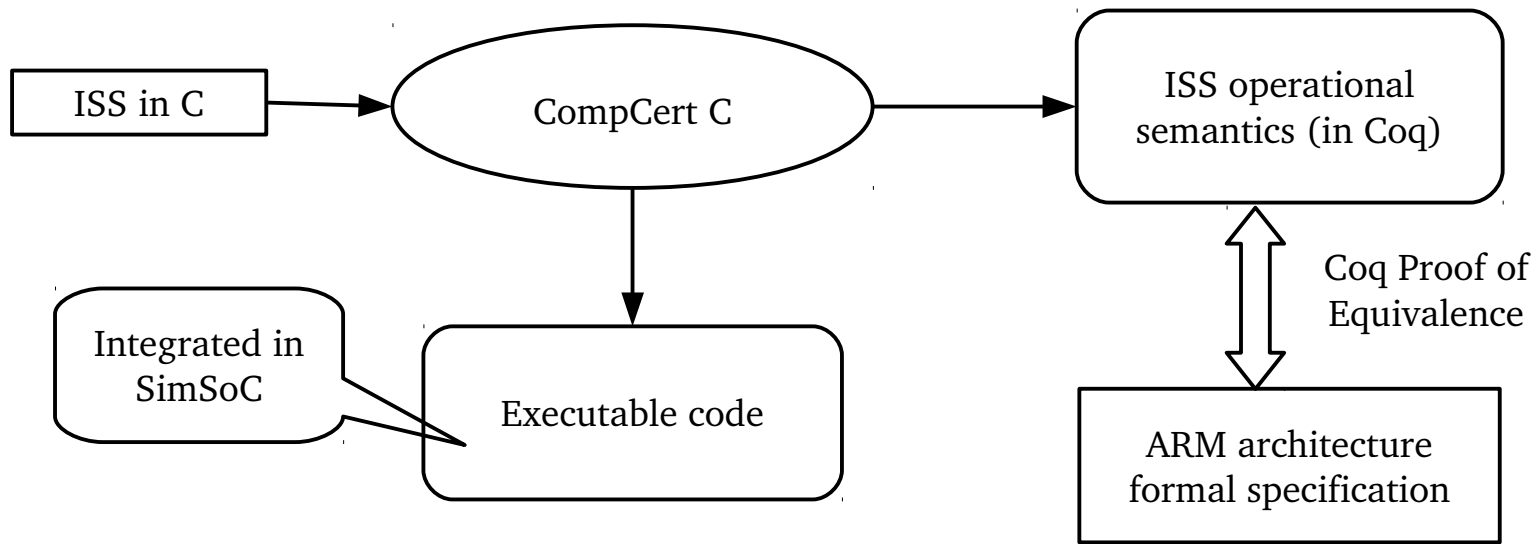 ISS in C
CompCert C
ISS operational
semantics (in Coq)
Coq Proof of
Equivalence
Integrated in
SimSoC
Executable code
ARM architecture
formal specification